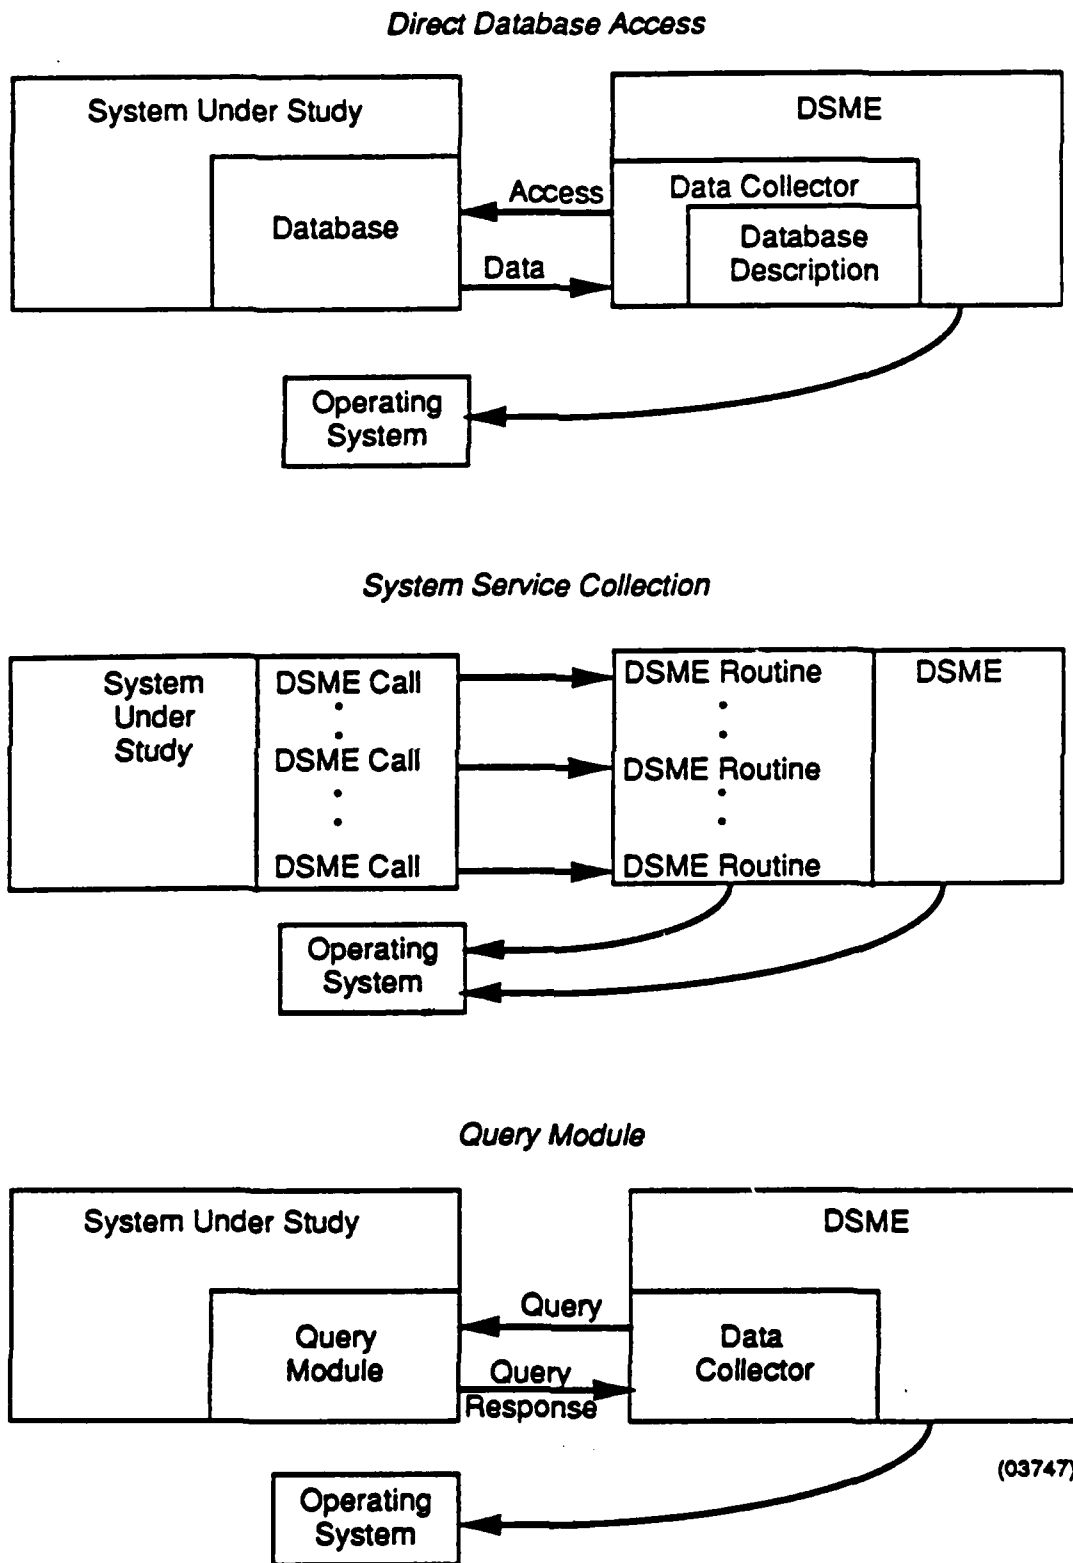 Direct Database Access
System Under Study
DSME
Database
Access
Data
Data Collector
Database
Description
Operating
System
System Service Collection
System
Under
Study
DSME Call
DSME Call
DSME Call
DSME Routine
DSME Routine
DSME Routine
DSME
Operating
System
Query Module
System Under Study
DSME
Query
Module
Query
Query
Response
Data
Collector
(03747)
Operating
System